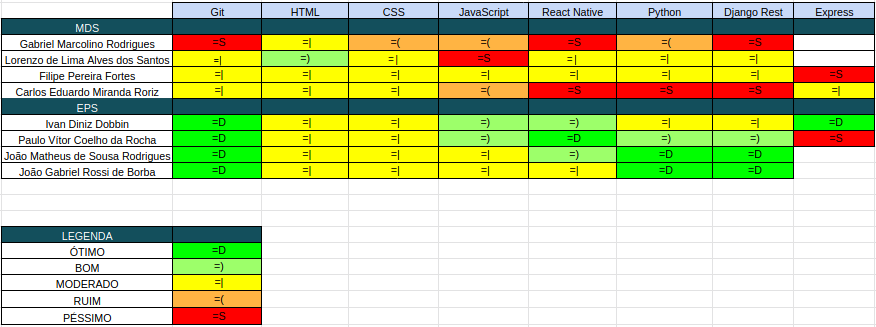 Git HTML CSS JavaScript React Native Python Django Rest Express
MDS
Gabriel Marcolino Rodrigues =S =| =( =( =S =( =S
Lorenzo de Lima Alves dos Santos =| =) =| =S =| =| =|
Filipe Pereira Fortes =| =| =| =| =| =| =| =S
Carlos Eduardo Miranda Roriz =| =| =| =( =S =S =S =|
EPS
Ivan Diniz Dobbin =D =| =| =) =) =| =| =D
Paulo Vítor Coelho da Rocha =D =| =| =) =D =) =) =S
João Matheus de Sousa Rodrigues =D =| =| =| =) =D =D
João Gabriel Rossi de Borba =D =| =| =| =| =D =D
LEGENDA
ÓTIMO =D
BOM =)
MODERADO =|
RUIM =(
PÉSSIMO =S